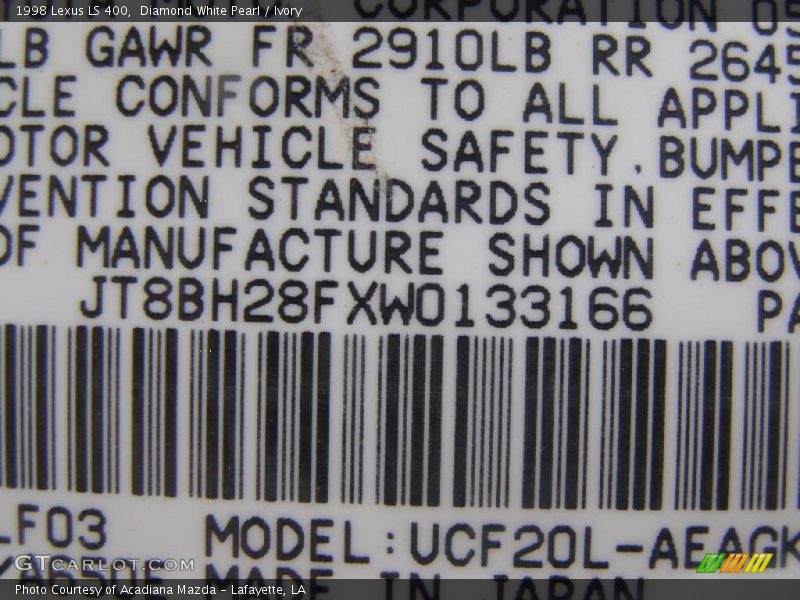 1998 Lexus LS 400, Diamond White Pearl / Ivory
CORPORATION 05
LB GAWR FR 2910LB RR 2645
CLE CONFORMS TO ALL APPLI
OTOR VEHICLE SAFETY, BUMPE
VENTION STANDARDS IN EFFE
OF MANUFACTURE SHOWN ABOV
JT8BH28FXW0133166 PA
LF03 MODEL:UCF20L-AEAGK
A650E MADE IN JAPAN
GTCarlot.com
Photo Courtesy of Acadiana Mazda - Lafayette, LA